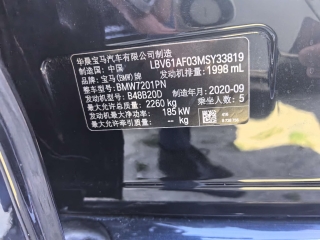 华晨宝马汽车有限公司制造
制造国：中国 LBV61AF03MSY33819
品牌：宝马（BMW）牌 发动机排量：1998 mL
整车型号：BMW7201PN
发动机型号：B48B20D 制造年月：2020-09
最大允许总质量：2260 kg 乘坐人数：5
发动机最大净功率：185 kW
最大允许牵引质量：-- kg